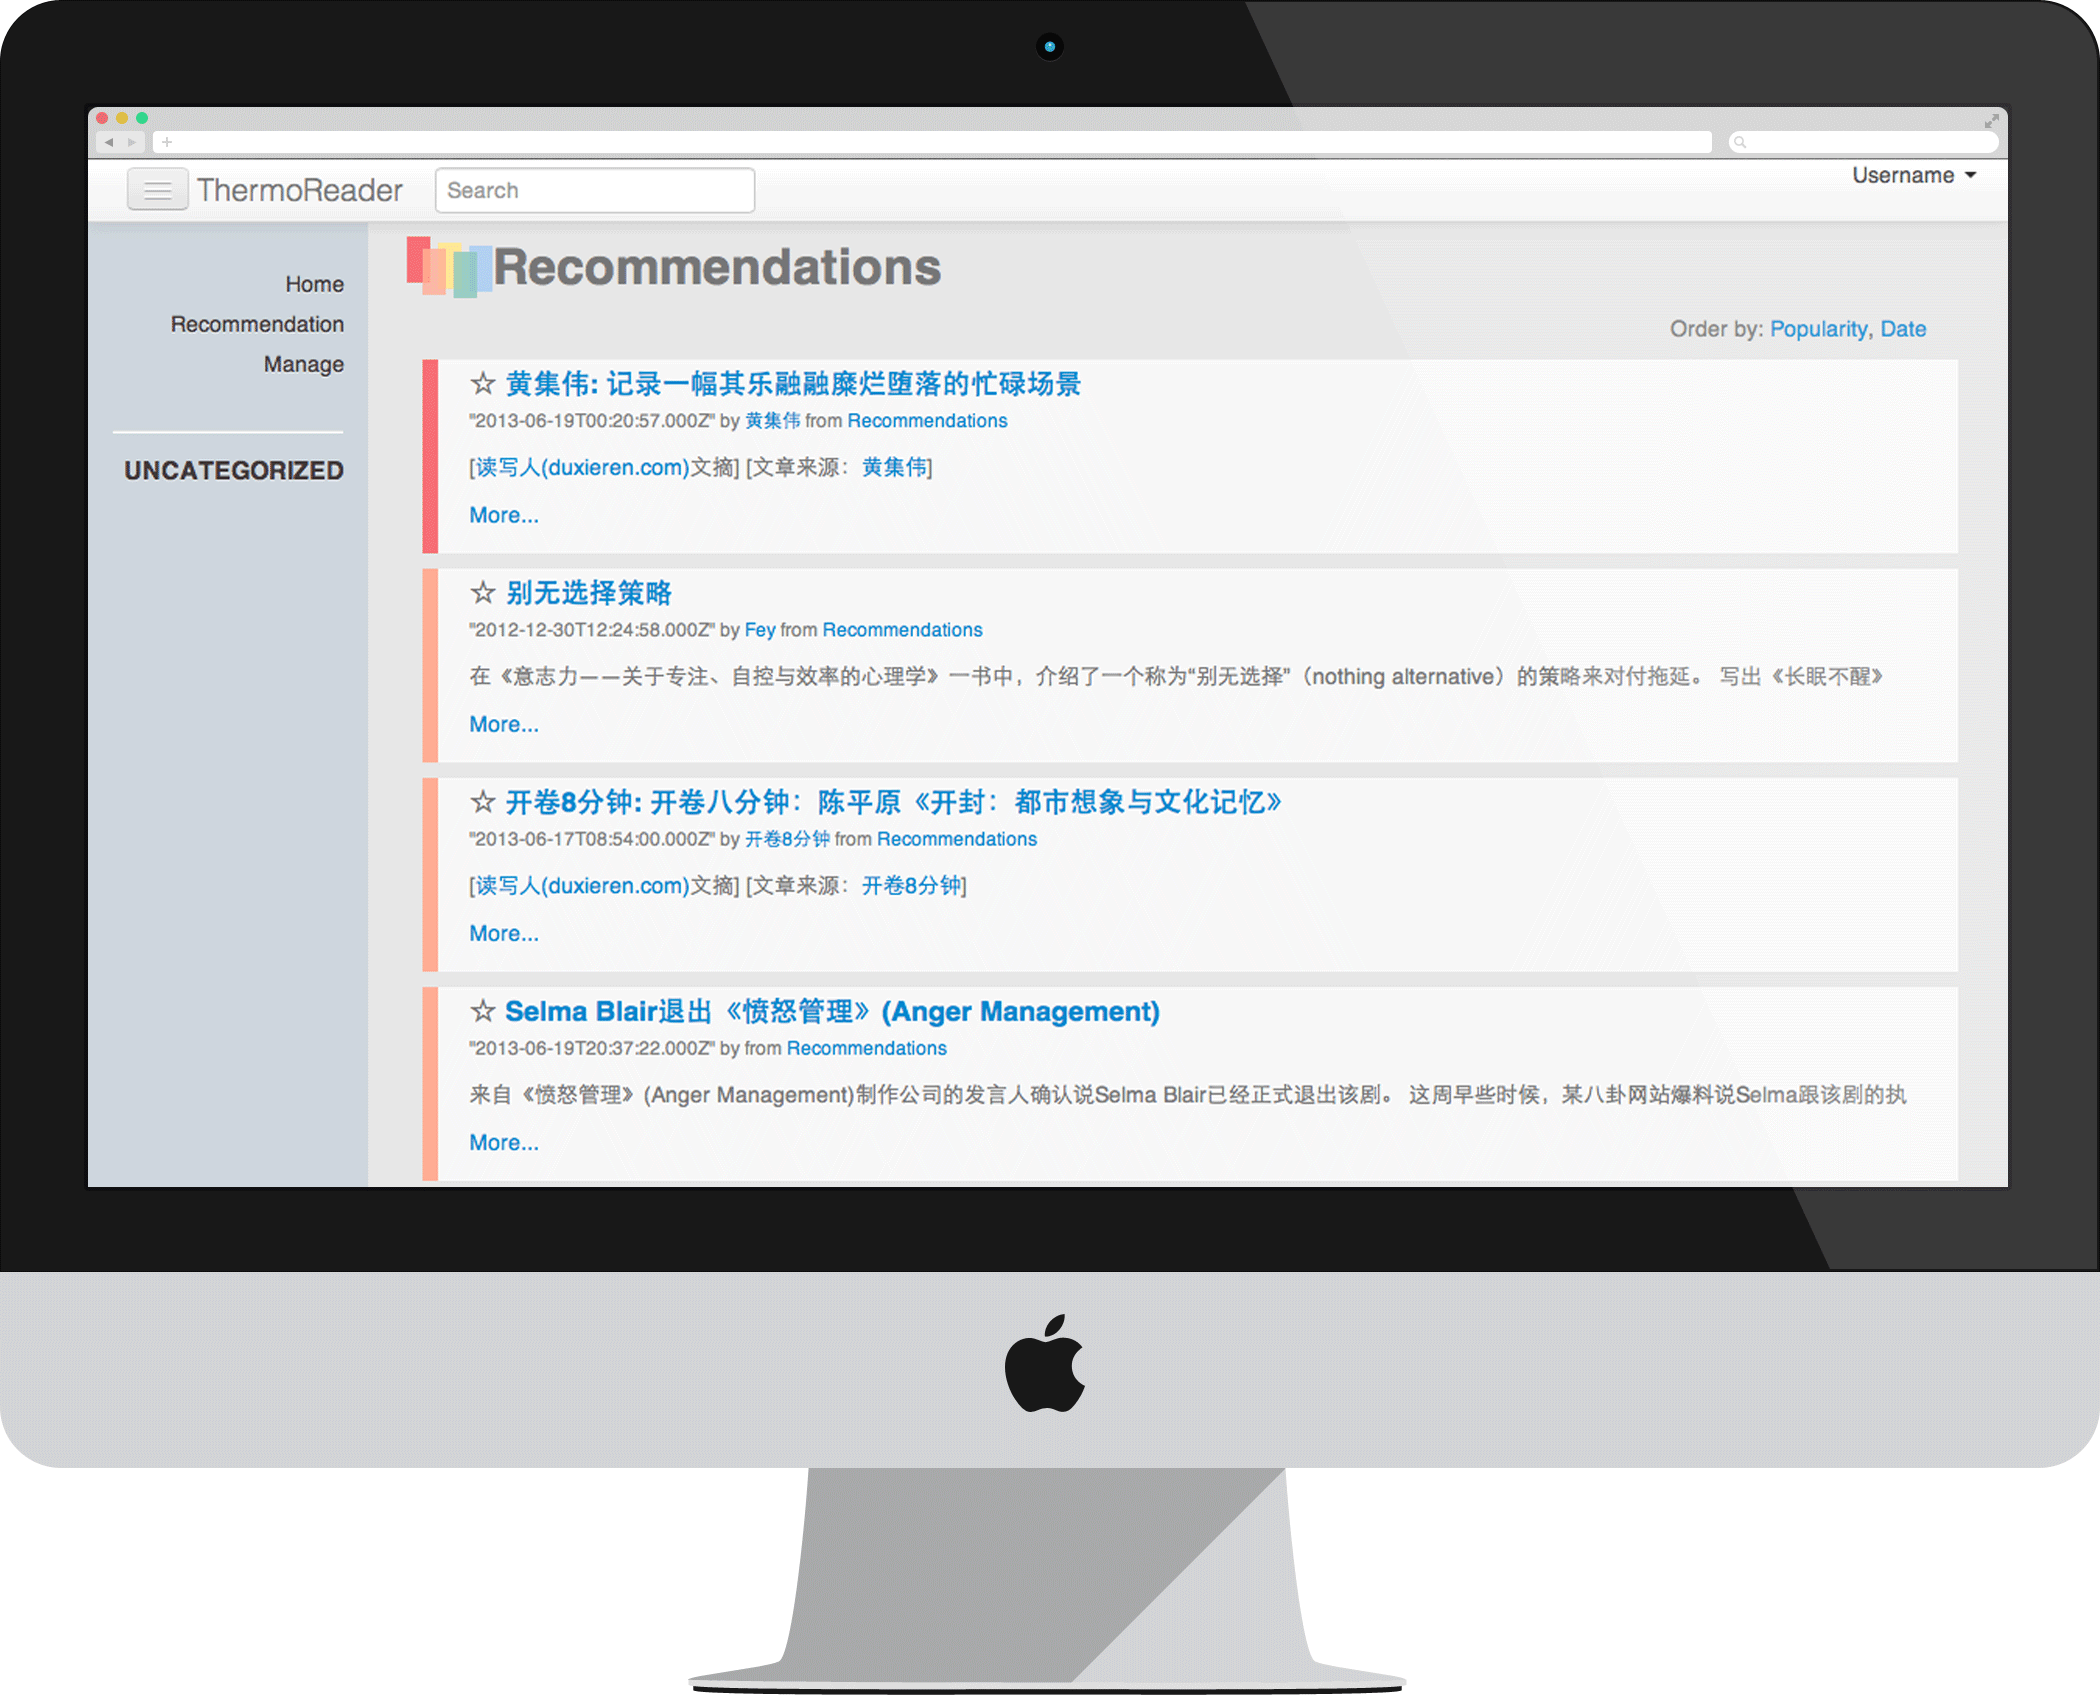 ThermoReader
Search
Username
Home
Recommendation
Manage
UNCATEGORIZED
Recommendations
Order by: Popularity, Date
☆ 黄集伟: 记录一幅其乐融融糜烂堕落的忙碌场景
"2013-06-19T00:20:57.000Z" by 黄集伟 from Recommendations
[读写人(duxieren.com)文摘] [文章来源：黄集伟]
More...
☆ 别无选择策略
"2012-12-30T12:24:58.000Z" by Fey from Recommendations
在《意志力——关于专注、自控与效率的心理学》一书中，介绍了一个称为“别无选择”（nothing alternative）的策略来对付拖延。 写出《长眠不醒》
More...
☆ 开卷8分钟: 开卷八分钟：陈平原《开封：都市想象与文化记忆》
"2013-06-17T08:54:00.000Z" by 开卷8分钟 from Recommendations
[读写人(duxieren.com)文摘] [文章来源：开卷8分钟]
More...
☆ Selma Blair退出《愤怒管理》(Anger Management)
"2013-06-19T20:37:22.000Z" by from Recommendations
来自《愤怒管理》(Anger Management)制作公司的发言人确认说Selma Blair已经正式退出该剧。 这周早些时候，某八卦网站爆料说Selma跟该剧的执
More...